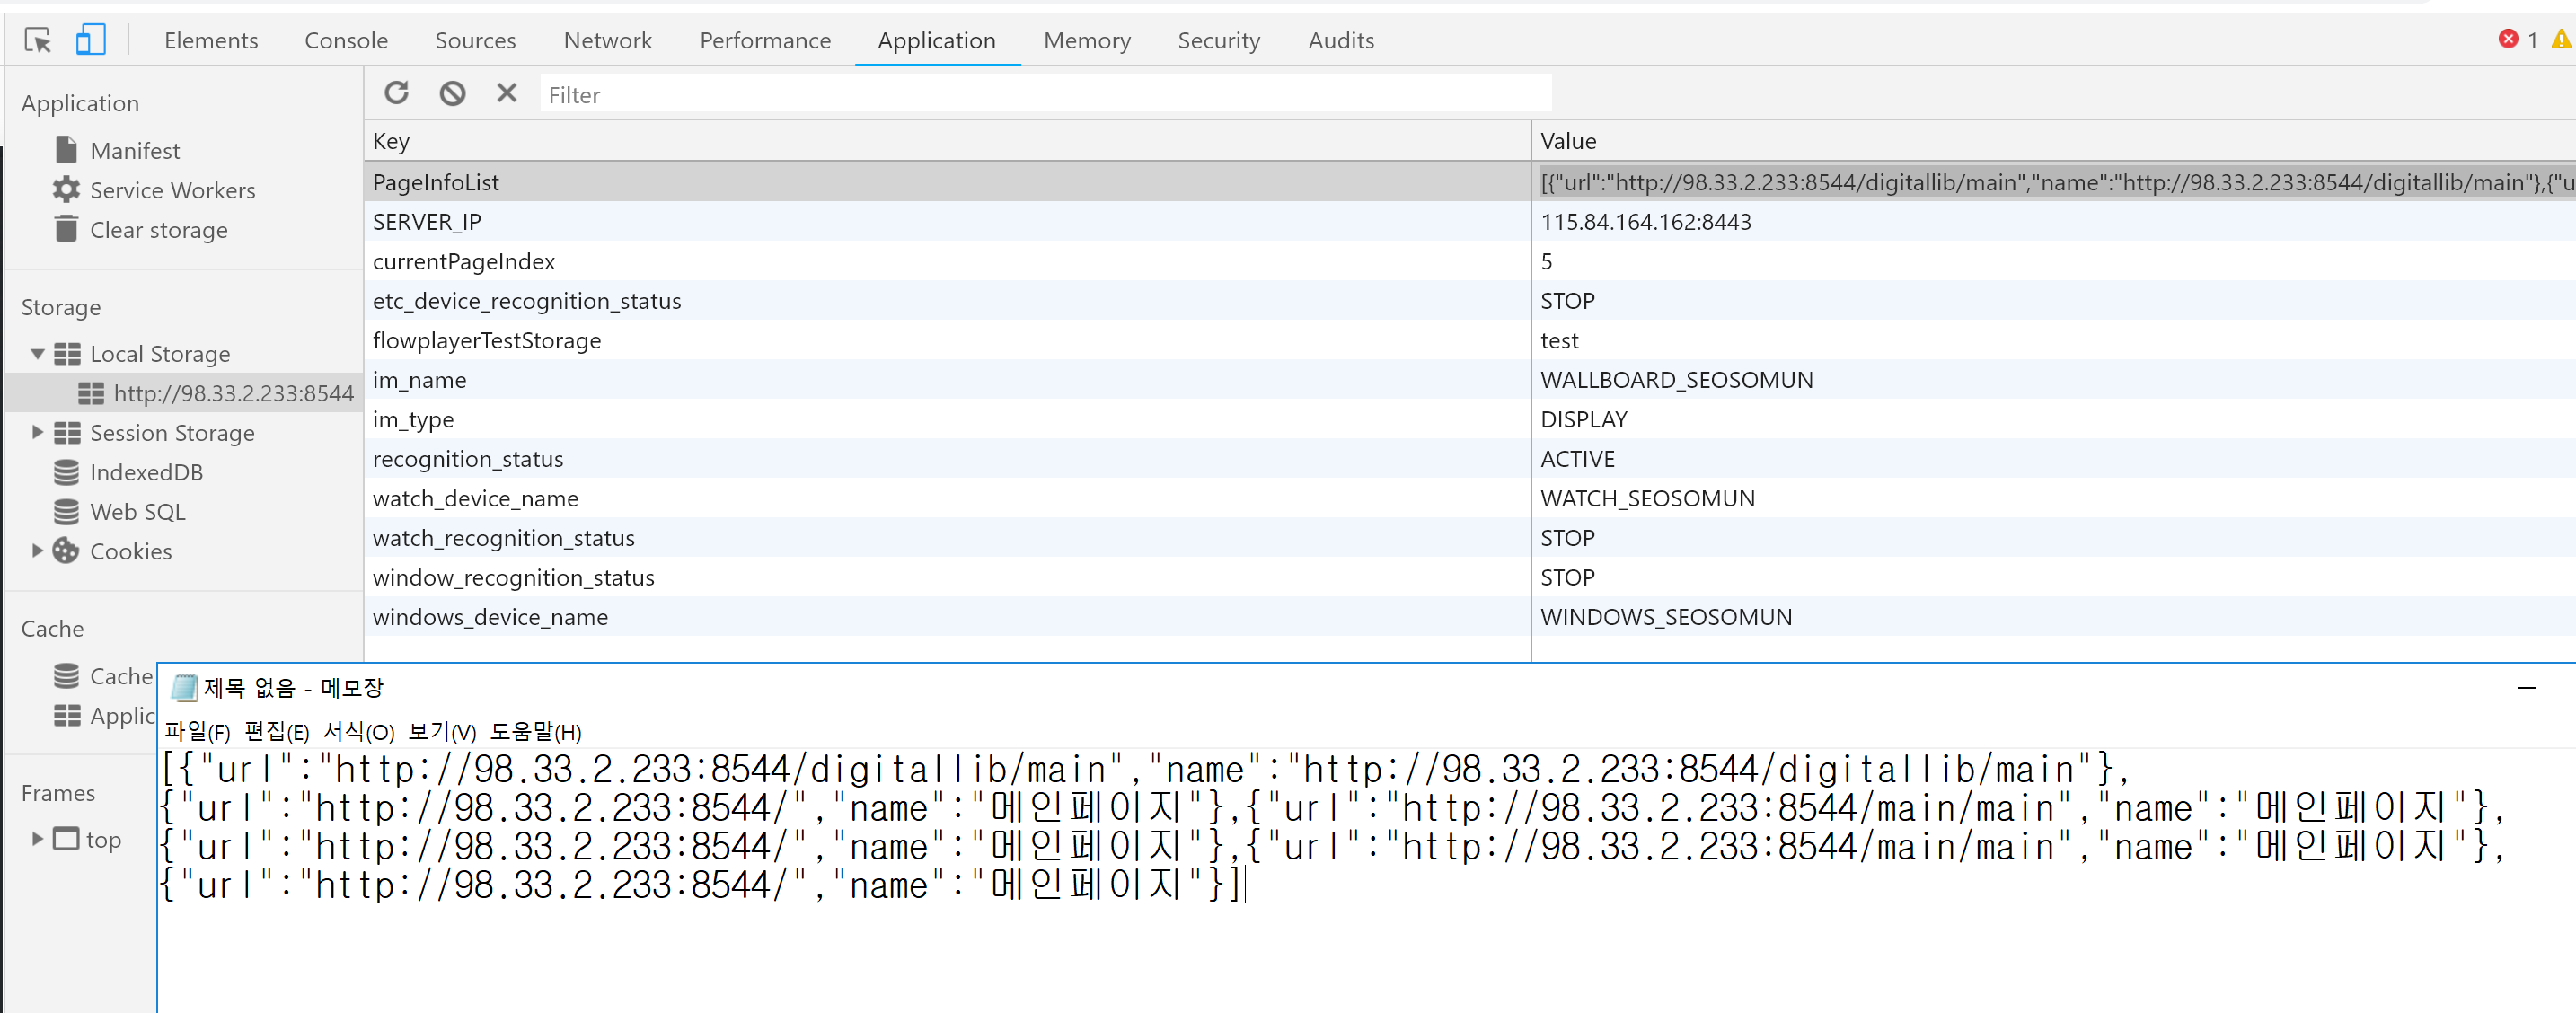 Elements Console Sources Network Performance Application Memory Security Audits 1
Application
Manifest
Service Workers
Clear storage
Storage
Local Storage
http://98.33.2.233:8544
Session Storage
IndexedDB
Web SQL
Cookies
Cache
Cache
Applic
Frames
top
Filter
Key Value
PageInfoList [{"url":"http://98.33.2.233:8544/digitallib/main","name":"http://98.33.2.233:8544/digitallib/main"},{"u
SERVER_IP 115.84.164.162:8443
currentPageIndex 5
etc_device_recognition_status STOP
flowplayerTestStorage test
im_name WALLBOARD_SEOSOMUN
im_type DISPLAY
recognition_status ACTIVE
watch_device_name WATCH_SEOSOMUN
watch_recognition_status STOP
window_recognition_status STOP
windows_device_name WINDOWS_SEOSOMUN
제목 없음 - 메모장
파일(F) 편집(E) 서식(O) 보기(V) 도움말(H)
[{"url":"http://98.33.2.233:8544/digitallib/main","name":"http://98.33.2.233:8544/digitallib/main"},
{"url":"http://98.33.2.233:8544/","name":"메인페이지"},{"url":"http://98.33.2.233:8544/main/main","name":"메인페이지"},
{"url":"http://98.33.2.233:8544/","name":"메인페이지"},{"url":"http://98.33.2.233:8544/main/main","name":"메인페이지"},
{"url":"http://98.33.2.233:8544/","name":"메인페이지"}]